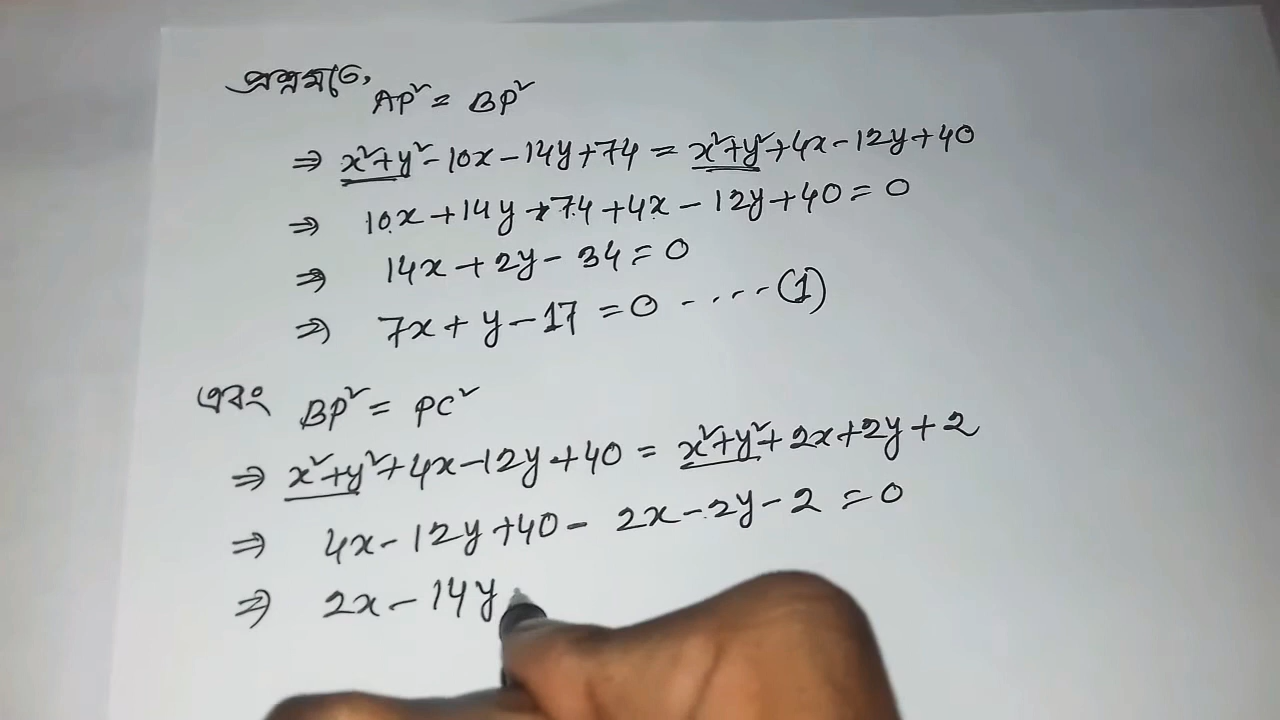 প্রশ্নমতে,
AP² = BP²
⇒ x²+y²-10x-14y+74 = x²+y²+4x-12y+40
⇒ 10x+14y-74+4x-12y+40=0
⇒ 14x+2y-34=0
⇒ 7x+y-17=0 ----(1)
এবং BP² = PC²
⇒ x²+y²+4x-12y+40 = x²+y²+2x+2y+2
⇒ 4x-12y+40-2x-2y-2=0
⇒ 2x-14y